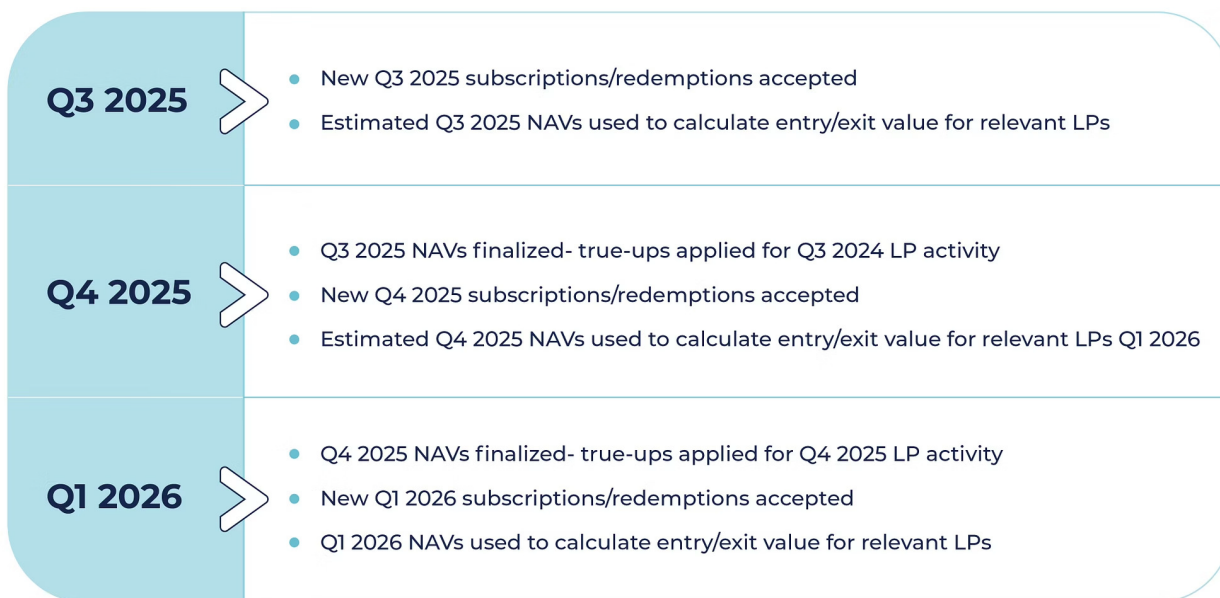 Q3 2025
New Q3 2025 subscriptions/redemptions accepted
Estimated Q3 2025 NAVs used to calculate entry/exit value for relevant LPs
Q4 2025
Q3 2025 NAVs finalized- true-ups applied for Q3 2024 LP activity
New Q4 2025 subscriptions/redemptions accepted
Estimated Q4 2025 NAVs used to calculate entry/exit value for relevant LPs Q1 2026
Q1 2026
Q4 2025 NAVs finalized- true-ups applied for Q4 2025 LP activity
New Q1 2026 subscriptions/redemptions accepted
Q1 2026 NAVs used to calculate entry/exit value for relevant LPs